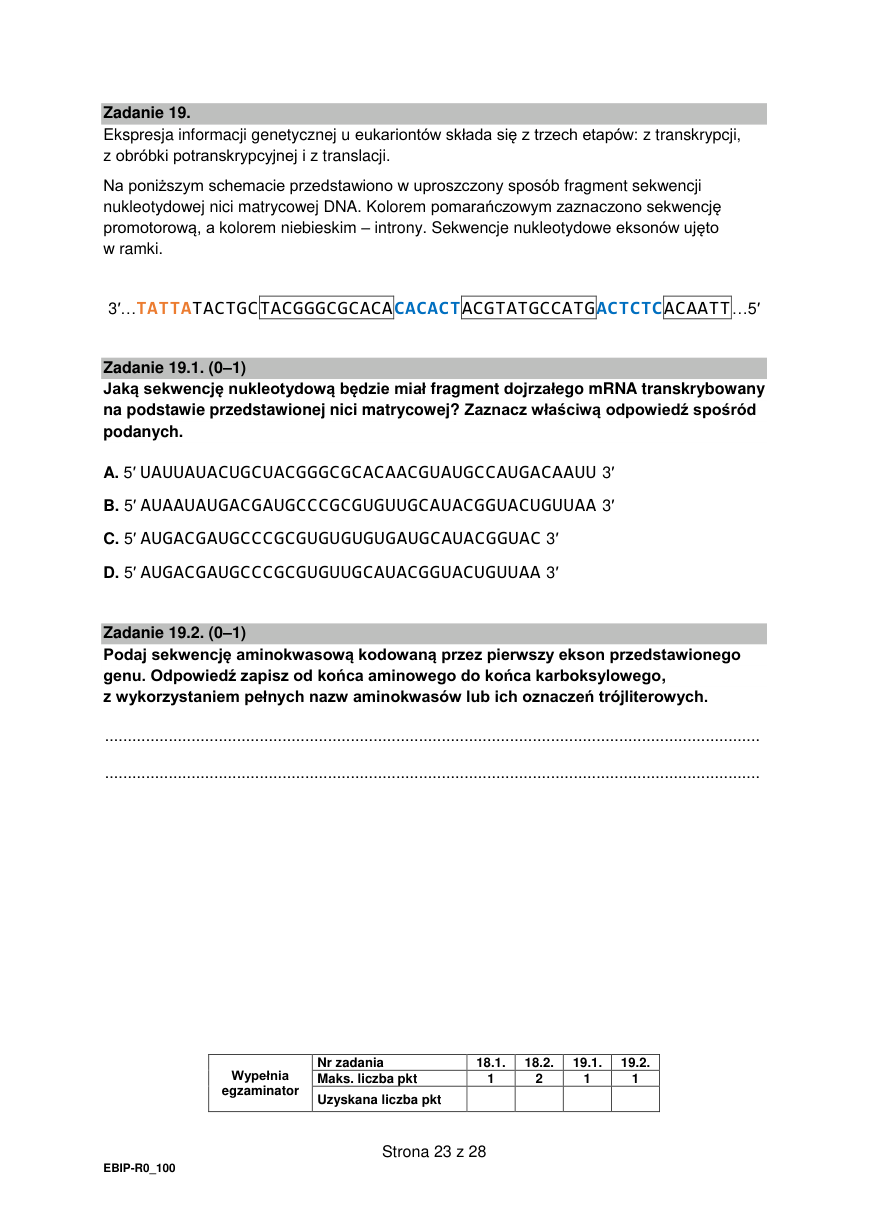 Zadanie 19.
Ekspresja informacji genetycznej u eukariontów składa się z trzech etapów: z transkrypcji,
z obróbki potranskrypcyjnej i z translacji.
Na poniższym schemacie przedstawiono w uproszczony sposób fragment sekwencji
nukleotydowej nici matrycowej DNA. Kolorem pomarańczowym zaznaczono sekwencję
promotorową, a kolorem niebieskim – introny. Sekwencje nukleotydowe eksonów ujęto
w ramki.
3′…TATTATACTGCTACGGGCGCACACACACTACGTATGCCATGACTCTCACAATT…5′
Zadanie 19.1. (0–1)
Jaką sekwencję nukleotydową będzie miał fragment dojrzałego mRNA transkrybowany
na podstawie przedstawionej nici matrycowej? Zaznacz właściwą odpowiedź spośród
podanych.
A. 5′ UAUUAUACUGCUACGGGCGCACAACGUAUGCCAUGACAAUU 3′
B. 5′ AUAAUAUGACGAUGCCCGCGUGUUGCAUACGGUACUGUUAA 3′
C. 5′ AUGACGAUGCCCGCGUGUGUGUGAUGCAUACGGUAC 3′
D. 5′ AUGACGAUGCCCGCGUGUUGCAUACGGUACUGUUAA 3′
Zadanie 19.2. (0–1)
Podaj sekwencję aminokwasową kodowaną przez pierwszy ekson przedstawionego
genu. Odpowiedź zapisz od końca aminowego do końca karboksylowego,
z wykorzystaniem pełnych nazw aminokwasów lub ich oznaczeń trójliterowych.
Wypełnia egzaminator
Nr zadania 18.1. 18.2. 19.1. 19.2.
Maks. liczba pkt 1 2 1 1
Uzyskana liczba pkt
Strona 23 z 28
EBIP-R0_100